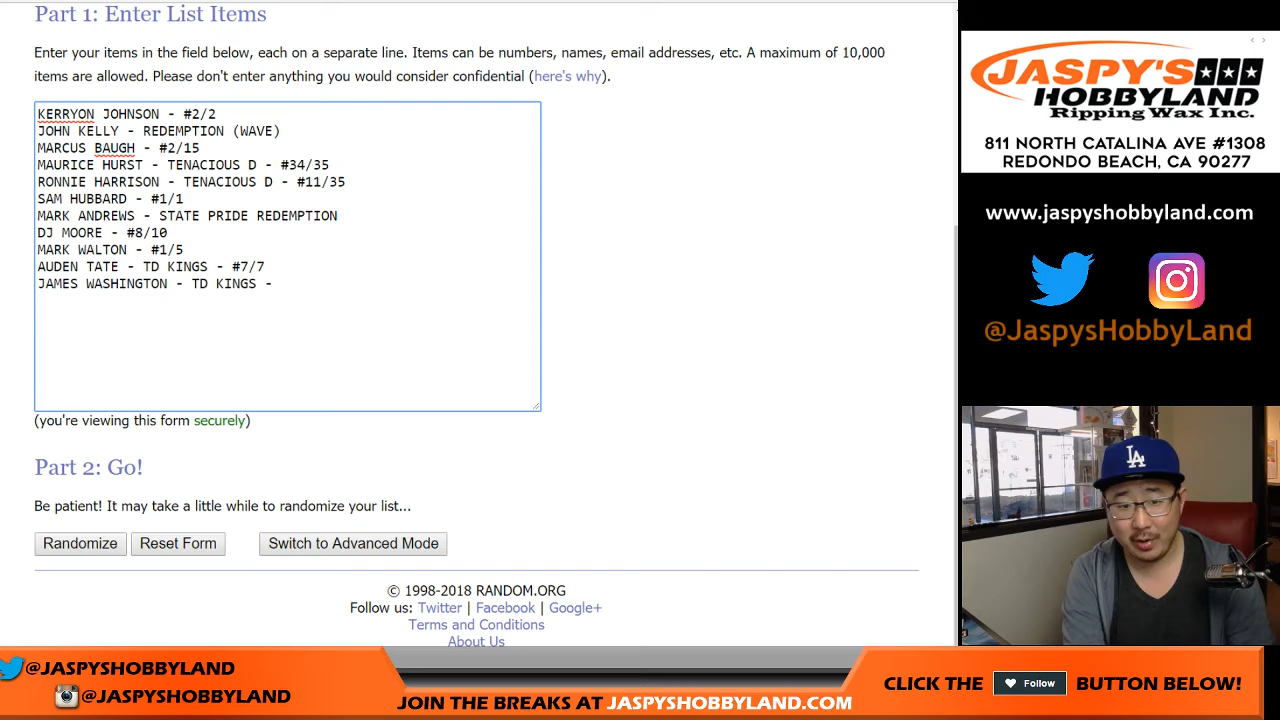 Part 1: Enter List Items
Enter your items in the field below, each on a separate line. Items can be numbers, names, email addresses, etc. A maximum of 10,000
items are allowed. Please don't enter anything you would consider confidential (here's why).
KERRYON JOHNSON - #2/2
JOHN KELLY - REDEMPTION (WAVE)
MARCUS BAUGH - #2/15
MAURICE HURST - TENACIOUS D - #34/35
RONNIE HARRISON - TENACIOUS D - #11/35
SAM HUBBARD - #1/1
MARK ANDREWS - STATE PRIDE REDEMPTION
DJ MOORE - #8/10
MARK WALTON - #1/5
AUDEN TATE - TD KINGS - #7/7
JAMES WASHINGTON - TD KINGS -
(you're viewing this form securely)
Part 2: Go!
Be patient! It may take a little while to randomize your list...
Randomize Reset Form Switch to Advanced Mode
© 1998-2018 RANDOM.ORG
Follow us: Twitter | Facebook | Google+
Terms and Conditions
About Us
JASPY'S
HOBBYLAND
Ripping Wax Inc.
811 NORTH CATALINA AVE #1308
REDONDO BEACH, CA 90277
www.jaspyshobbyland.com
@JaspysHobbyLand
LA
@JASPYSHOBBYLAND
@JASPYSHOBBYLAND
JOIN THE BREAKS AT JASPYSHOBBYLAND.COM
CLICK THE Follow BUTTON BELOW!